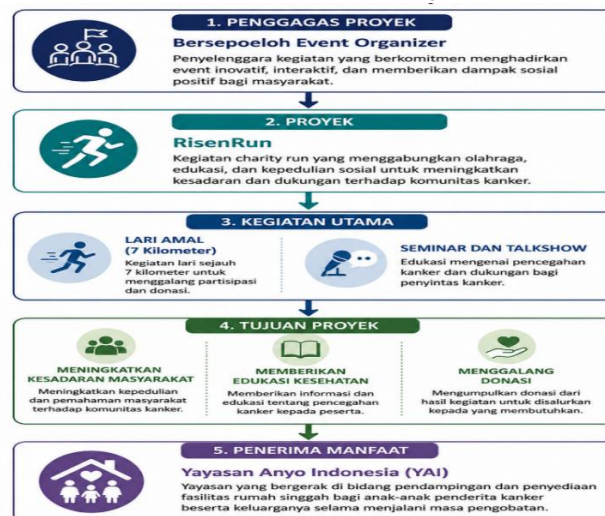 1. PENGGAGAS PROYEK
Bersepoeloh Event Organizer
Penyelenggara kegiatan yang berkomitmen menghadirkan
event inovatif, interaktif, dan memberikan dampak sosial
positif bagi masyarakat.
2. PROYEK
RisenRun
Kegiatan charity run yang menggabungkan olahraga,
edukasi, dan kepedulian sosial untuk meningkatkan
kesadaran dan dukungan terhadap komunitas kanker.
3. KEGIATAN UTAMA
LARI AMAL
(7 Kilometer)
Kegiatan lari sejauh
7 kilometer untuk
menggalang partisipasi
dan donasi.
SEMINAR DAN TALKSHOW
Edukasi mengenai pencegahan
kanker dan dukungan bagi
penyintas kanker.
4. TUJUAN PROYEK
MENINGKATKAN
KESADARAN MASYARAKAT
Meningkatkan kepedulian
dan pemahaman masyarakat
terhadap komunitas kanker.
MEMBERIKAN
EDUKASI KESEHATAN
Memberikan informasi dan
edukasi tentang pencegahan
kanker kepada peserta.
MENGGALANG
DONASI
Mengumpulkan donasi dari
hasil kegiatan untuk disalurkan
kepada yang membutuhkan.
5. PENERIMA MANFAAT
Yayasan Anyo Indonesia (YAI)
Yayasan yang bergerak di bidang pendampingan dan penyediaan
fasilitas rumah singgah bagi anak-anak penderita kanker
beserta keluarganya selama menjalani masa pengobatan.